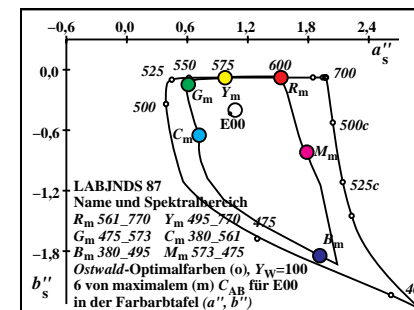 −0,6 0,0 0,6 1,2 1,8 2,4
a"s
0,0
−0,6
−1,2
−1,8
b"s
525 550 575 600 700
500
Gm Ym Rm
E00
500c
Cm
Mm
525c
475
Bm
LABJNDS 87
Name und Spektralbereich
Rm 561_770 Ym 495_770
Gm 475_573 Cm 380_561
Bm 380_495 Mm 573_475
Ostwald-Optimalfarben (o), YW=100
6 von maximalem (m) CAB für E00
in der Farbartafel (a", b")